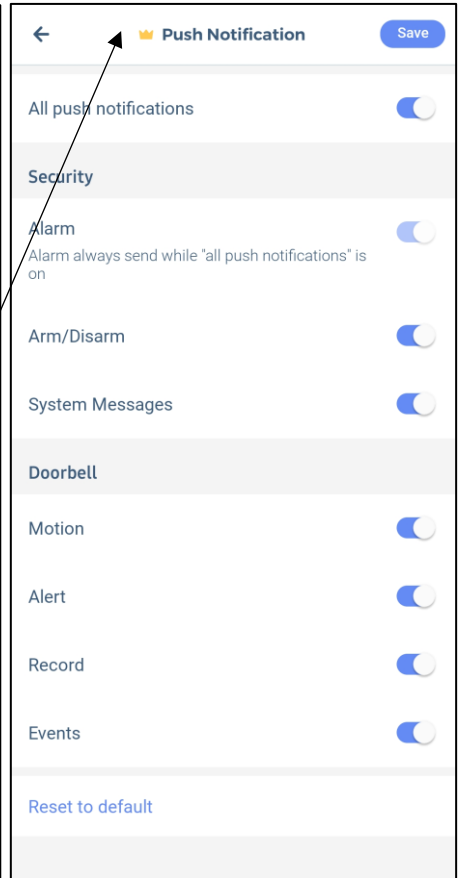 Push Notification
Save
All push notifications
Security
Alarm
Alarm always send while "all push notifications" is
on
Arm/Disarm
System Messages
Doorbell
Motion
Alert
Record
Events
Reset to default